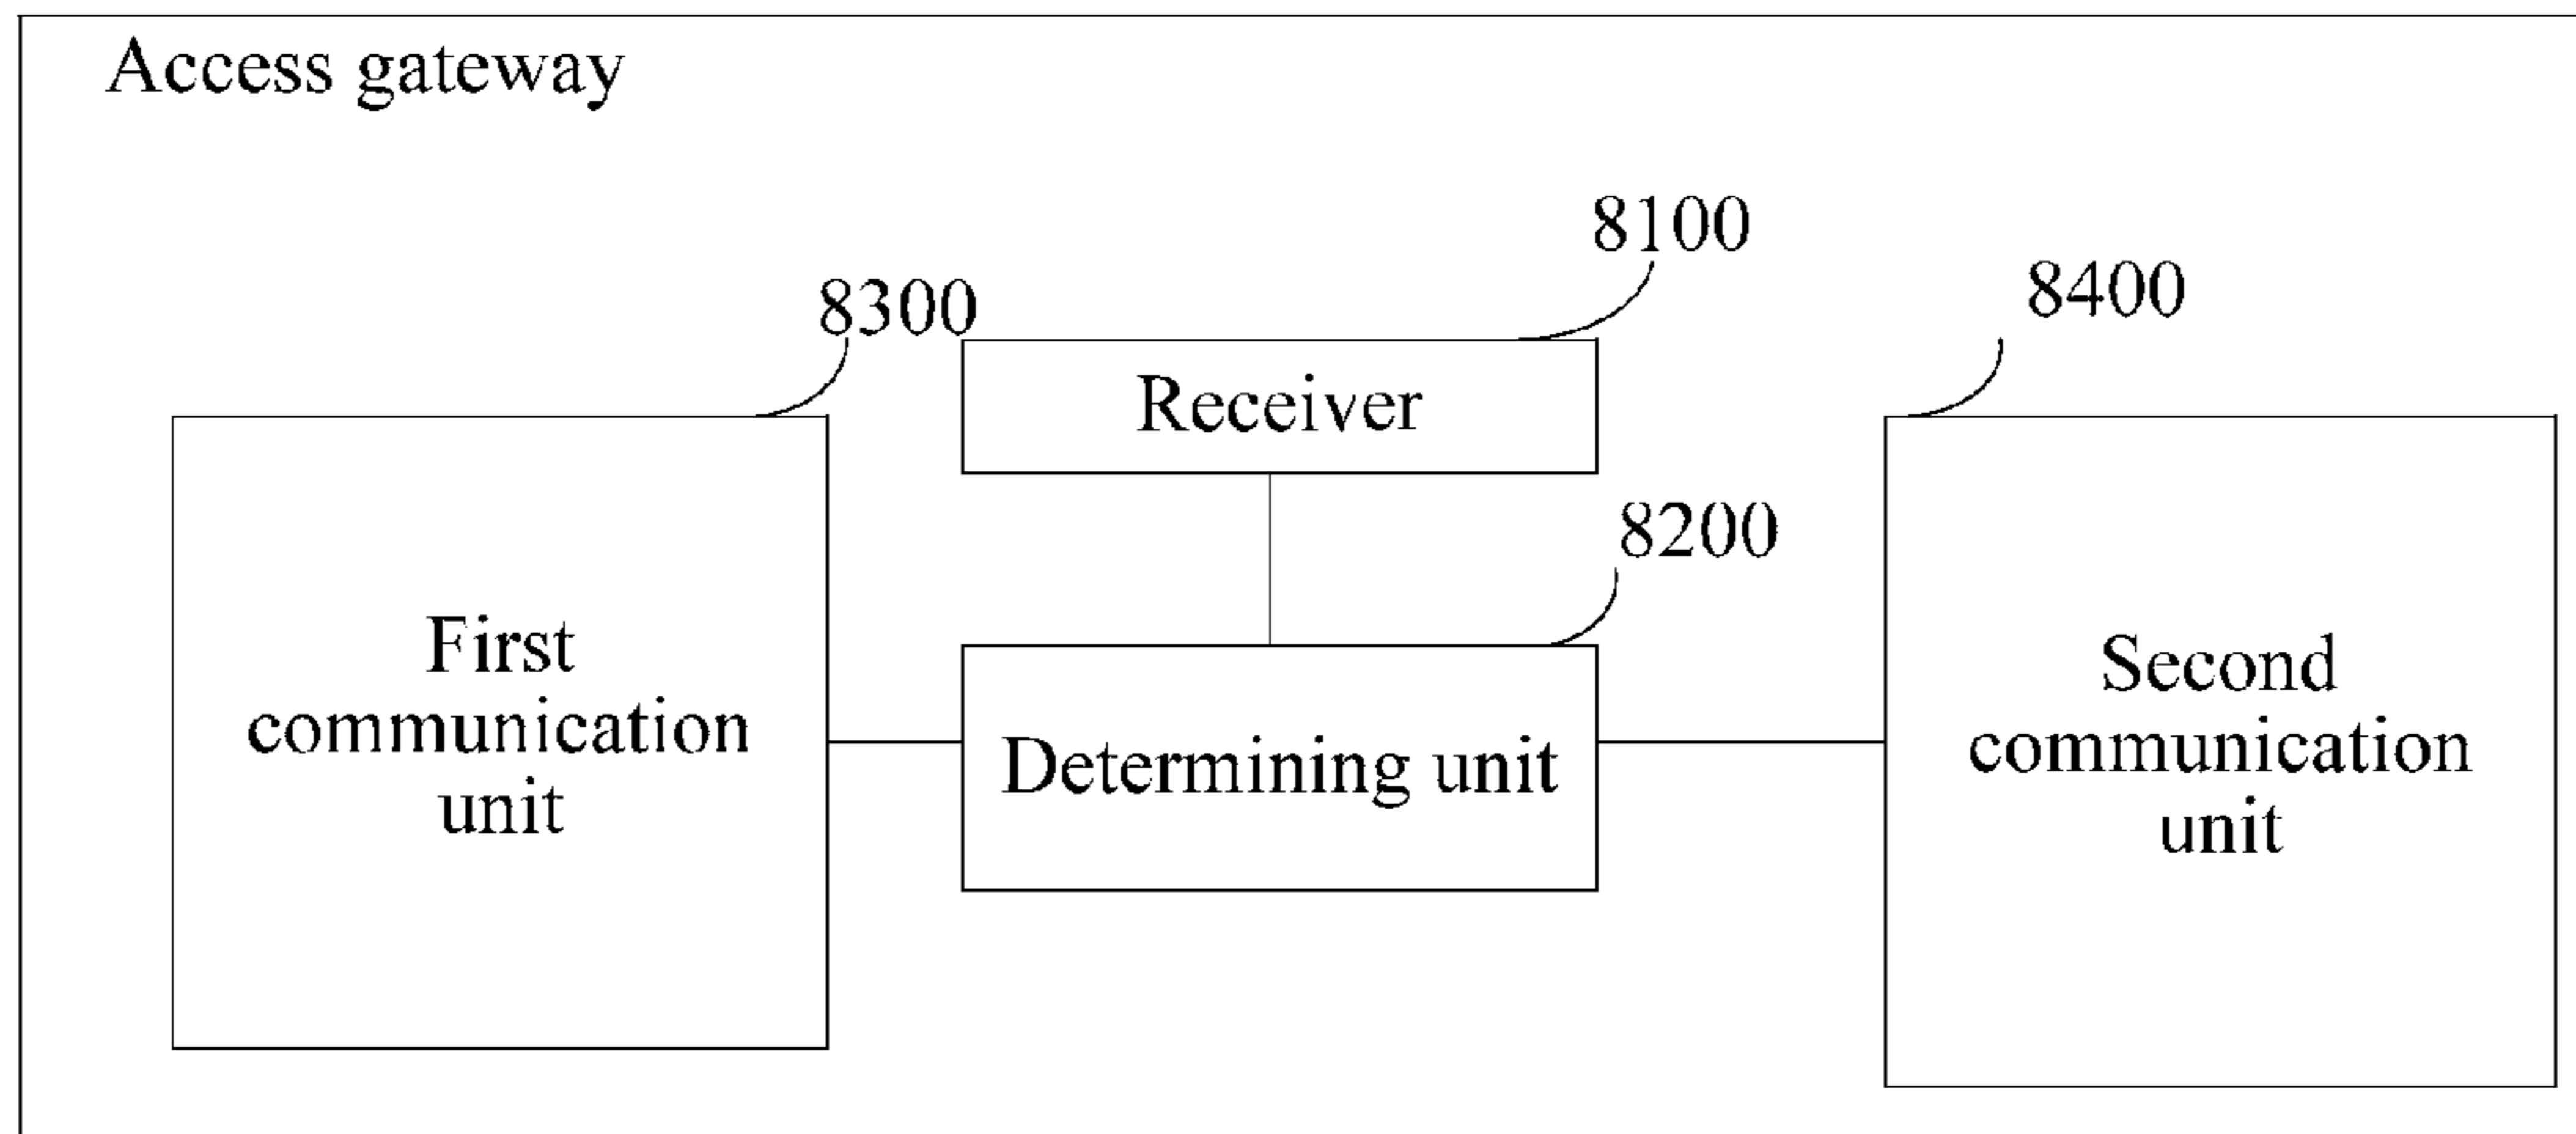 Access gateway
8100
8300
8400
Receiver
8200
First
communication
unit
Determining unit
Second
communication
unit